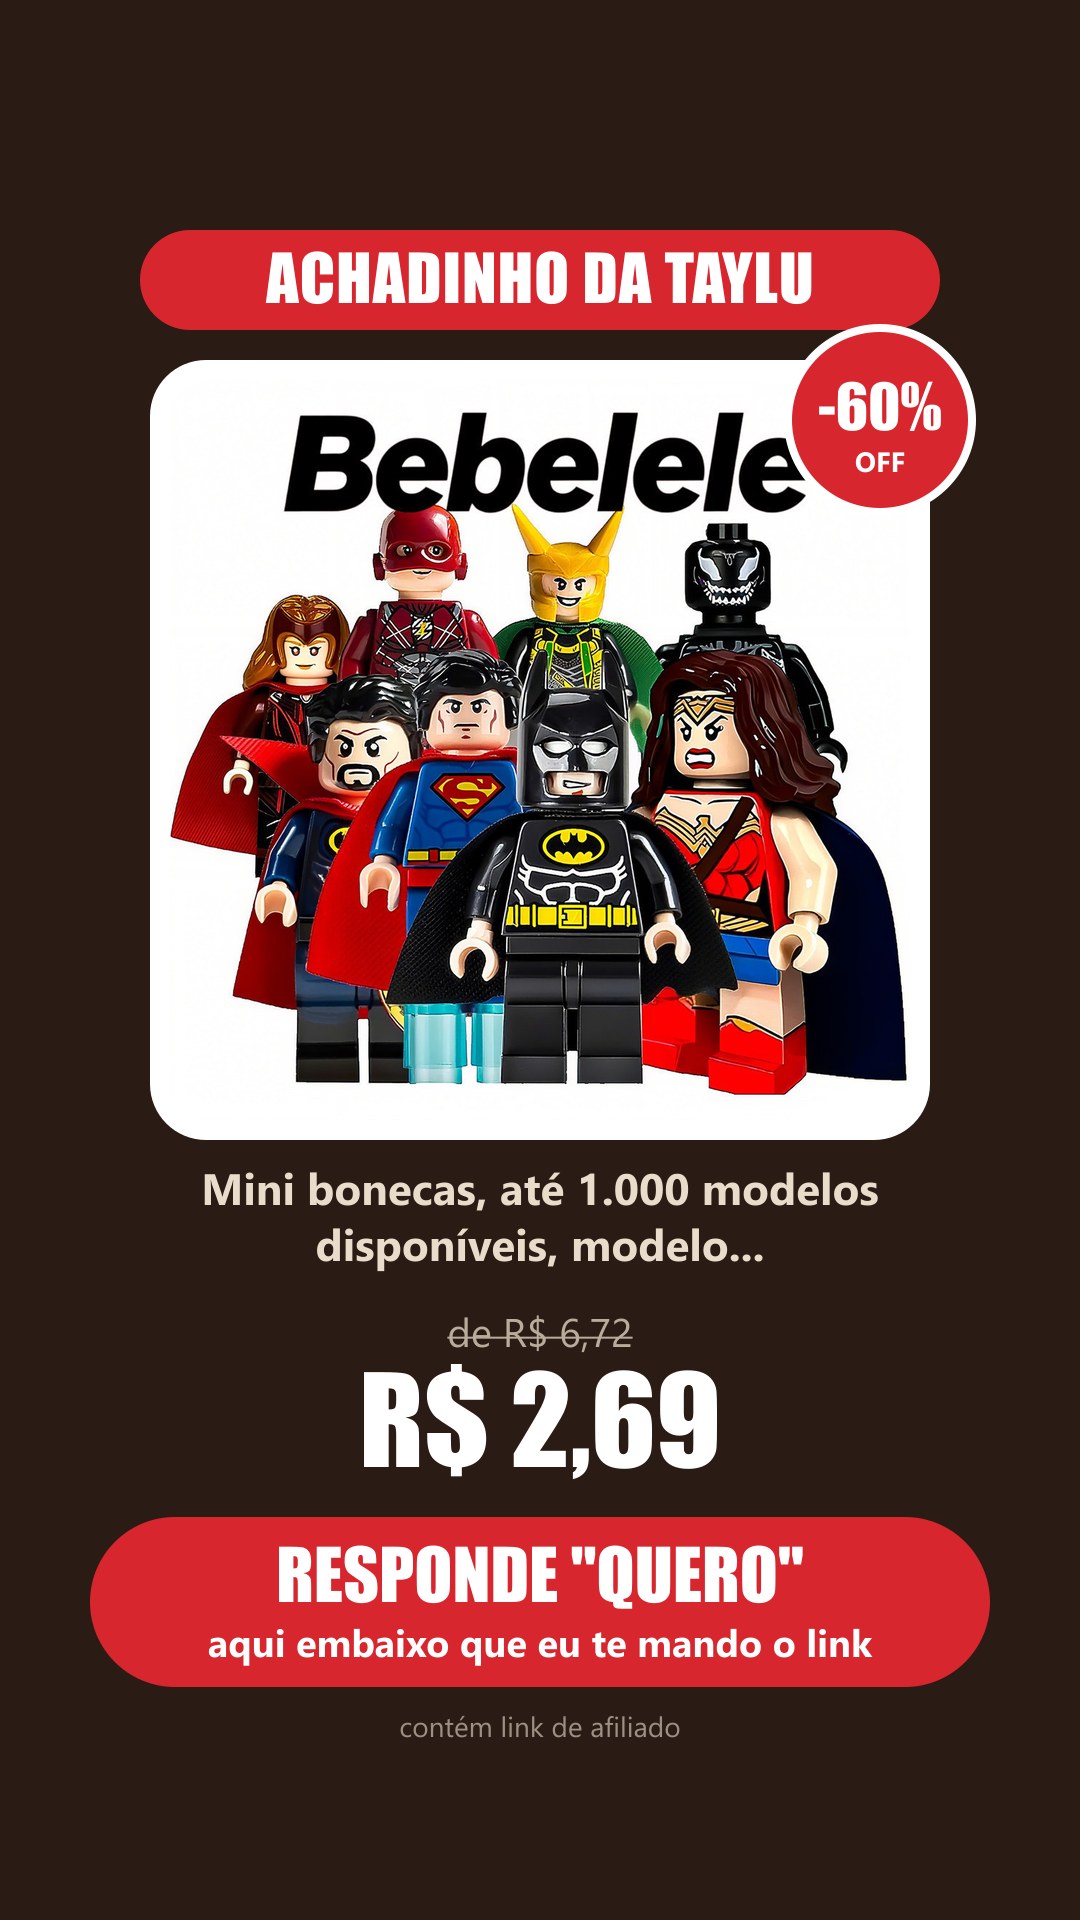 ACHADINHO DA TAYLU
-60%
OFF
Bebelele
Mini bonecas, até 1.000 modelos
disponíveis, modelo...
de R$ 6,72
R$ 2,69
RESPONDE "QUERO"
aqui embaixo que eu te mando o link
contém link de afiliado